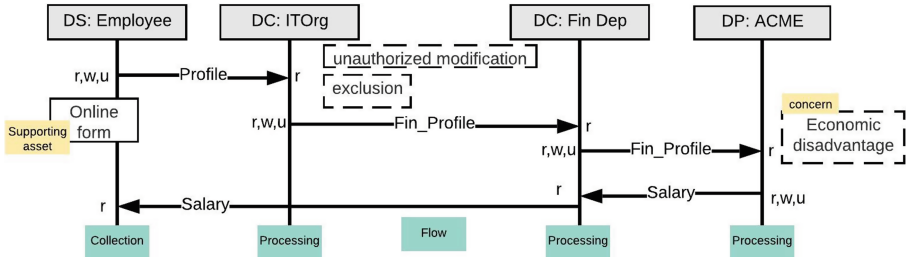 DS: Employee
DC: ITOrg
DC: Fin Dep
DP: ACME
r,w,u
Profile
r
unauthorized modification
exclusion
concern
Economic
disadvantage
Online
form
Supporting
asset
r,w,u
Fin_Profile
r
r,w,u
Fin_Profile
r
r
Salary
r,w,u
r
Salary
Collection
Processing
Flow
Processing
Processing